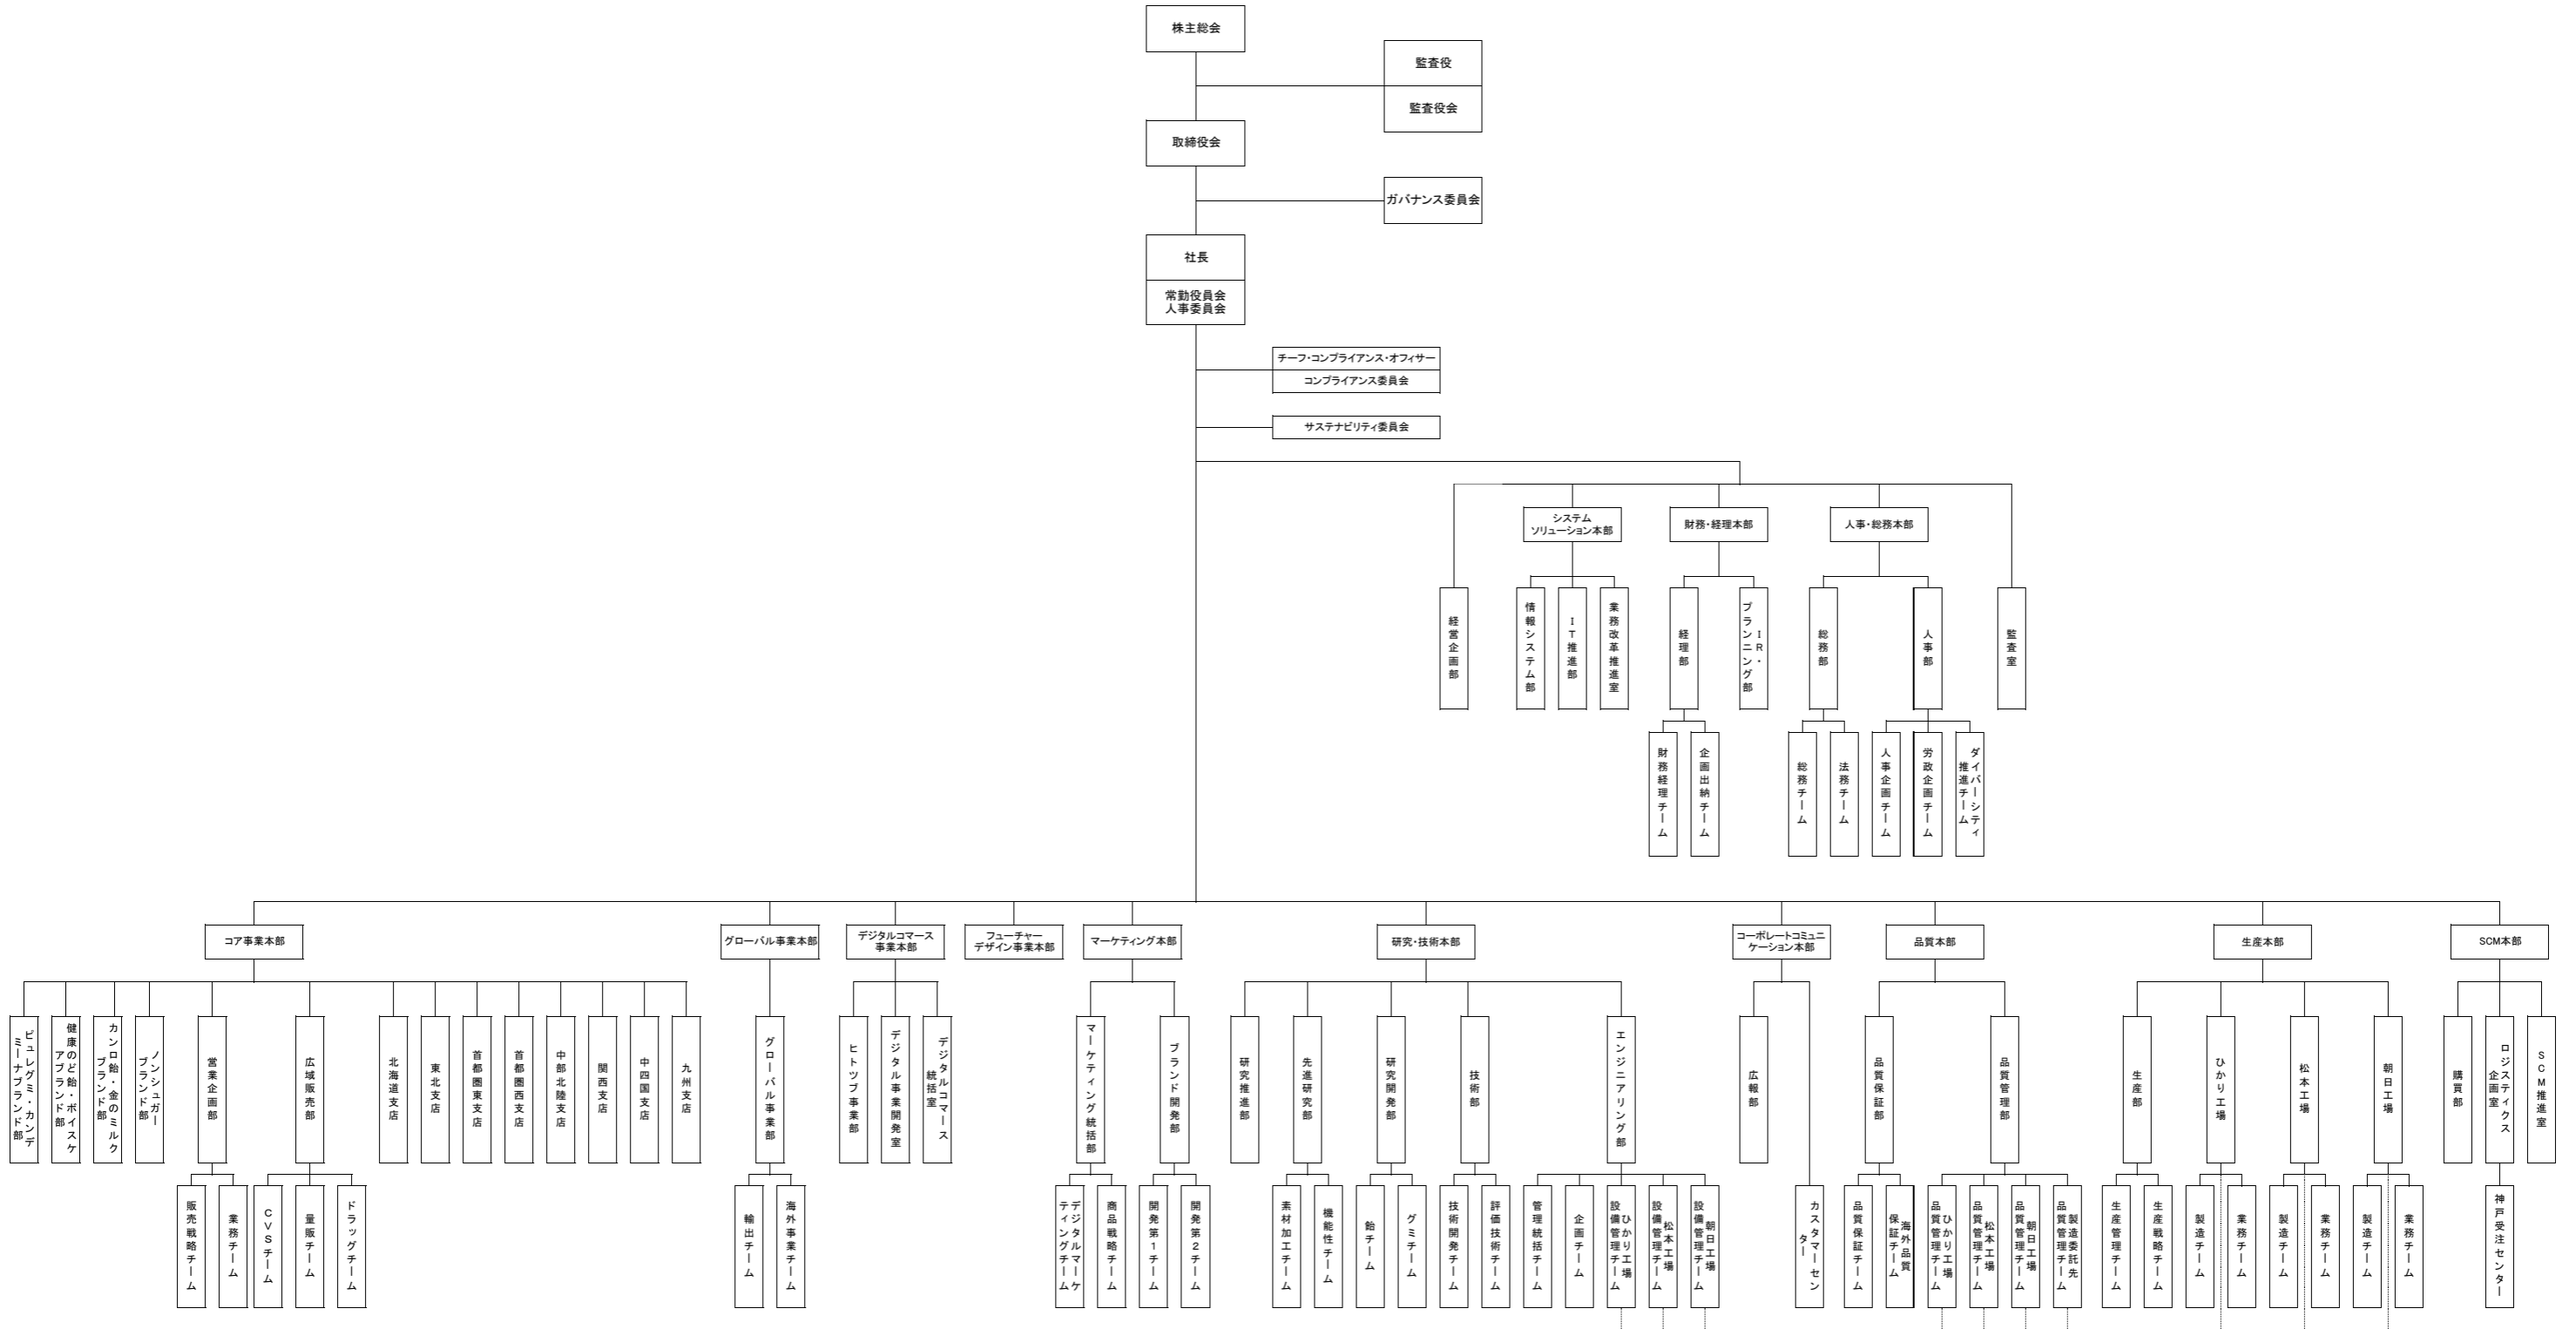 株主総会
監査役
監査役会
取締役会
ガバナンス委員会
社長
常勤役員会
人事委員会
チーフ・コンプライアンス・オフィサー
コンプライアンス委員会
サステナビリティ委員会
システム
ソリューション本部
財務・経理本部
人事・総務本部
経営企画部
情報システム部
IT推進部
業務改革推進室
経理部
IR・
プランニング部
総務部
人事部
監査室
財務経理チーム
企画出納チーム
総務チーム
法務チーム
人事企画チーム
労政企画チーム
ダイバーシティ
推進チーム
コア事業本部
グローバル事業本部
デジタルコマース
事業本部
フューチャー
デザイン事業本部
マーケティング本部
研究・技術本部
コーポレートコミュニ
ケーション本部
品質本部
生産本部
SCM本部
ピュレグミ・カンデ
ミーナブランド部
健康のど飴・ボイスケ
アブランド部
カンロ飴・金のミルク
ブランド部
ノンシュガー
ブランド部
営業企画部
広域販売部
北海道支店
東北支店
首都圏東支店
首都圏西支店
中部北陸支店
関西支店
中四国支店
九州支店
グローバル事業部
ヒトツブ事業部
デジタル事業開発室
デジタルコマース
統括室
マーケティング統括部
ブランド開発部
研究推進部
先進研究部
研究開発部
技術部
エンジニアリング部
広報部
品質保証部
品質管理部
生産部
ひかり工場
松本工場
朝日工場
購買部
ロジスティクス
企画室
SCM推進室
販売戦略チーム
業務チーム
CVSチーム
量販チーム
ドラッグチーム
輸出チーム
海外事業チーム
デジタルマーケ
ティングチーム
商品戦略チーム
開発第1チーム
開発第2チーム
素材加工チーム
機能性チーム
飴チーム
グミチーム
技術開発チーム
評価技術チーム
管理統括チーム
企画チーム
ひかり工場
設備管理チーム
松本工場
設備管理チーム
朝日工場
設備管理チーム
カスタマーセン
ター
品質保証チーム
海外品質
保証チーム
ひかり工場
品質管理チーム
松本工場
品質管理チーム
朝日工場
品質管理チーム
製造委託先
品質管理チーム
生産管理チーム
生産戦略チーム
製造チーム
業務チーム
製造チーム
業務チーム
製造チーム
業務チーム
神戸受注センター